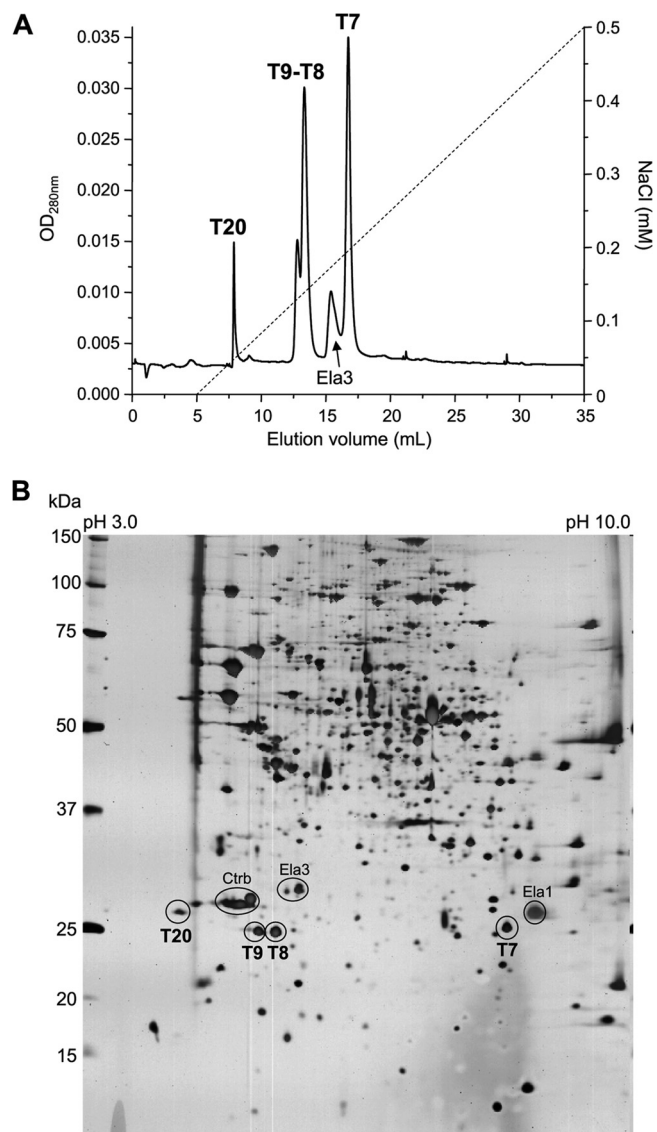 A
T7
T9-T8
T20
Ela3
0.035
0.030
0.025
0.020
0.015
0.010
0.005
0.000
OD280nm
0.5
0.4
0.3
0.2
0.1
0
NaCl (mM)
0 5 10 15 20 25 30 35
Elution volume (mL)
B
kDa
pH 3.0 pH 10.0
150
100
75
50
37
25
20
15
Ctrb
Ela3
Ela1
T20
T9 T8
T7